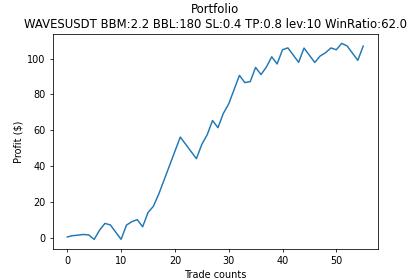 Portfolio
WAVESUSDT BBM:2.2 BBL:180 SL:0.4 TP:0.8 lev:10 WinRatio:62.0
Profit ($)
100
80
60
40
20
0
0 10 20 30 40 50
Trade counts